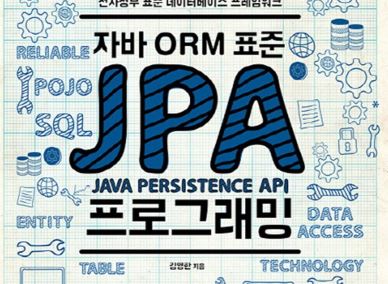 전자정부 표준 데이터베이스 프레임워크
자바 ORM 표준
RELIABLE
POJO
SQL
JPA
JAVA PERSISTENCE API
프로그래밍
ENTITY
DATA
ACCESS
김영한 지음
TABLE
TECHNOLOGY